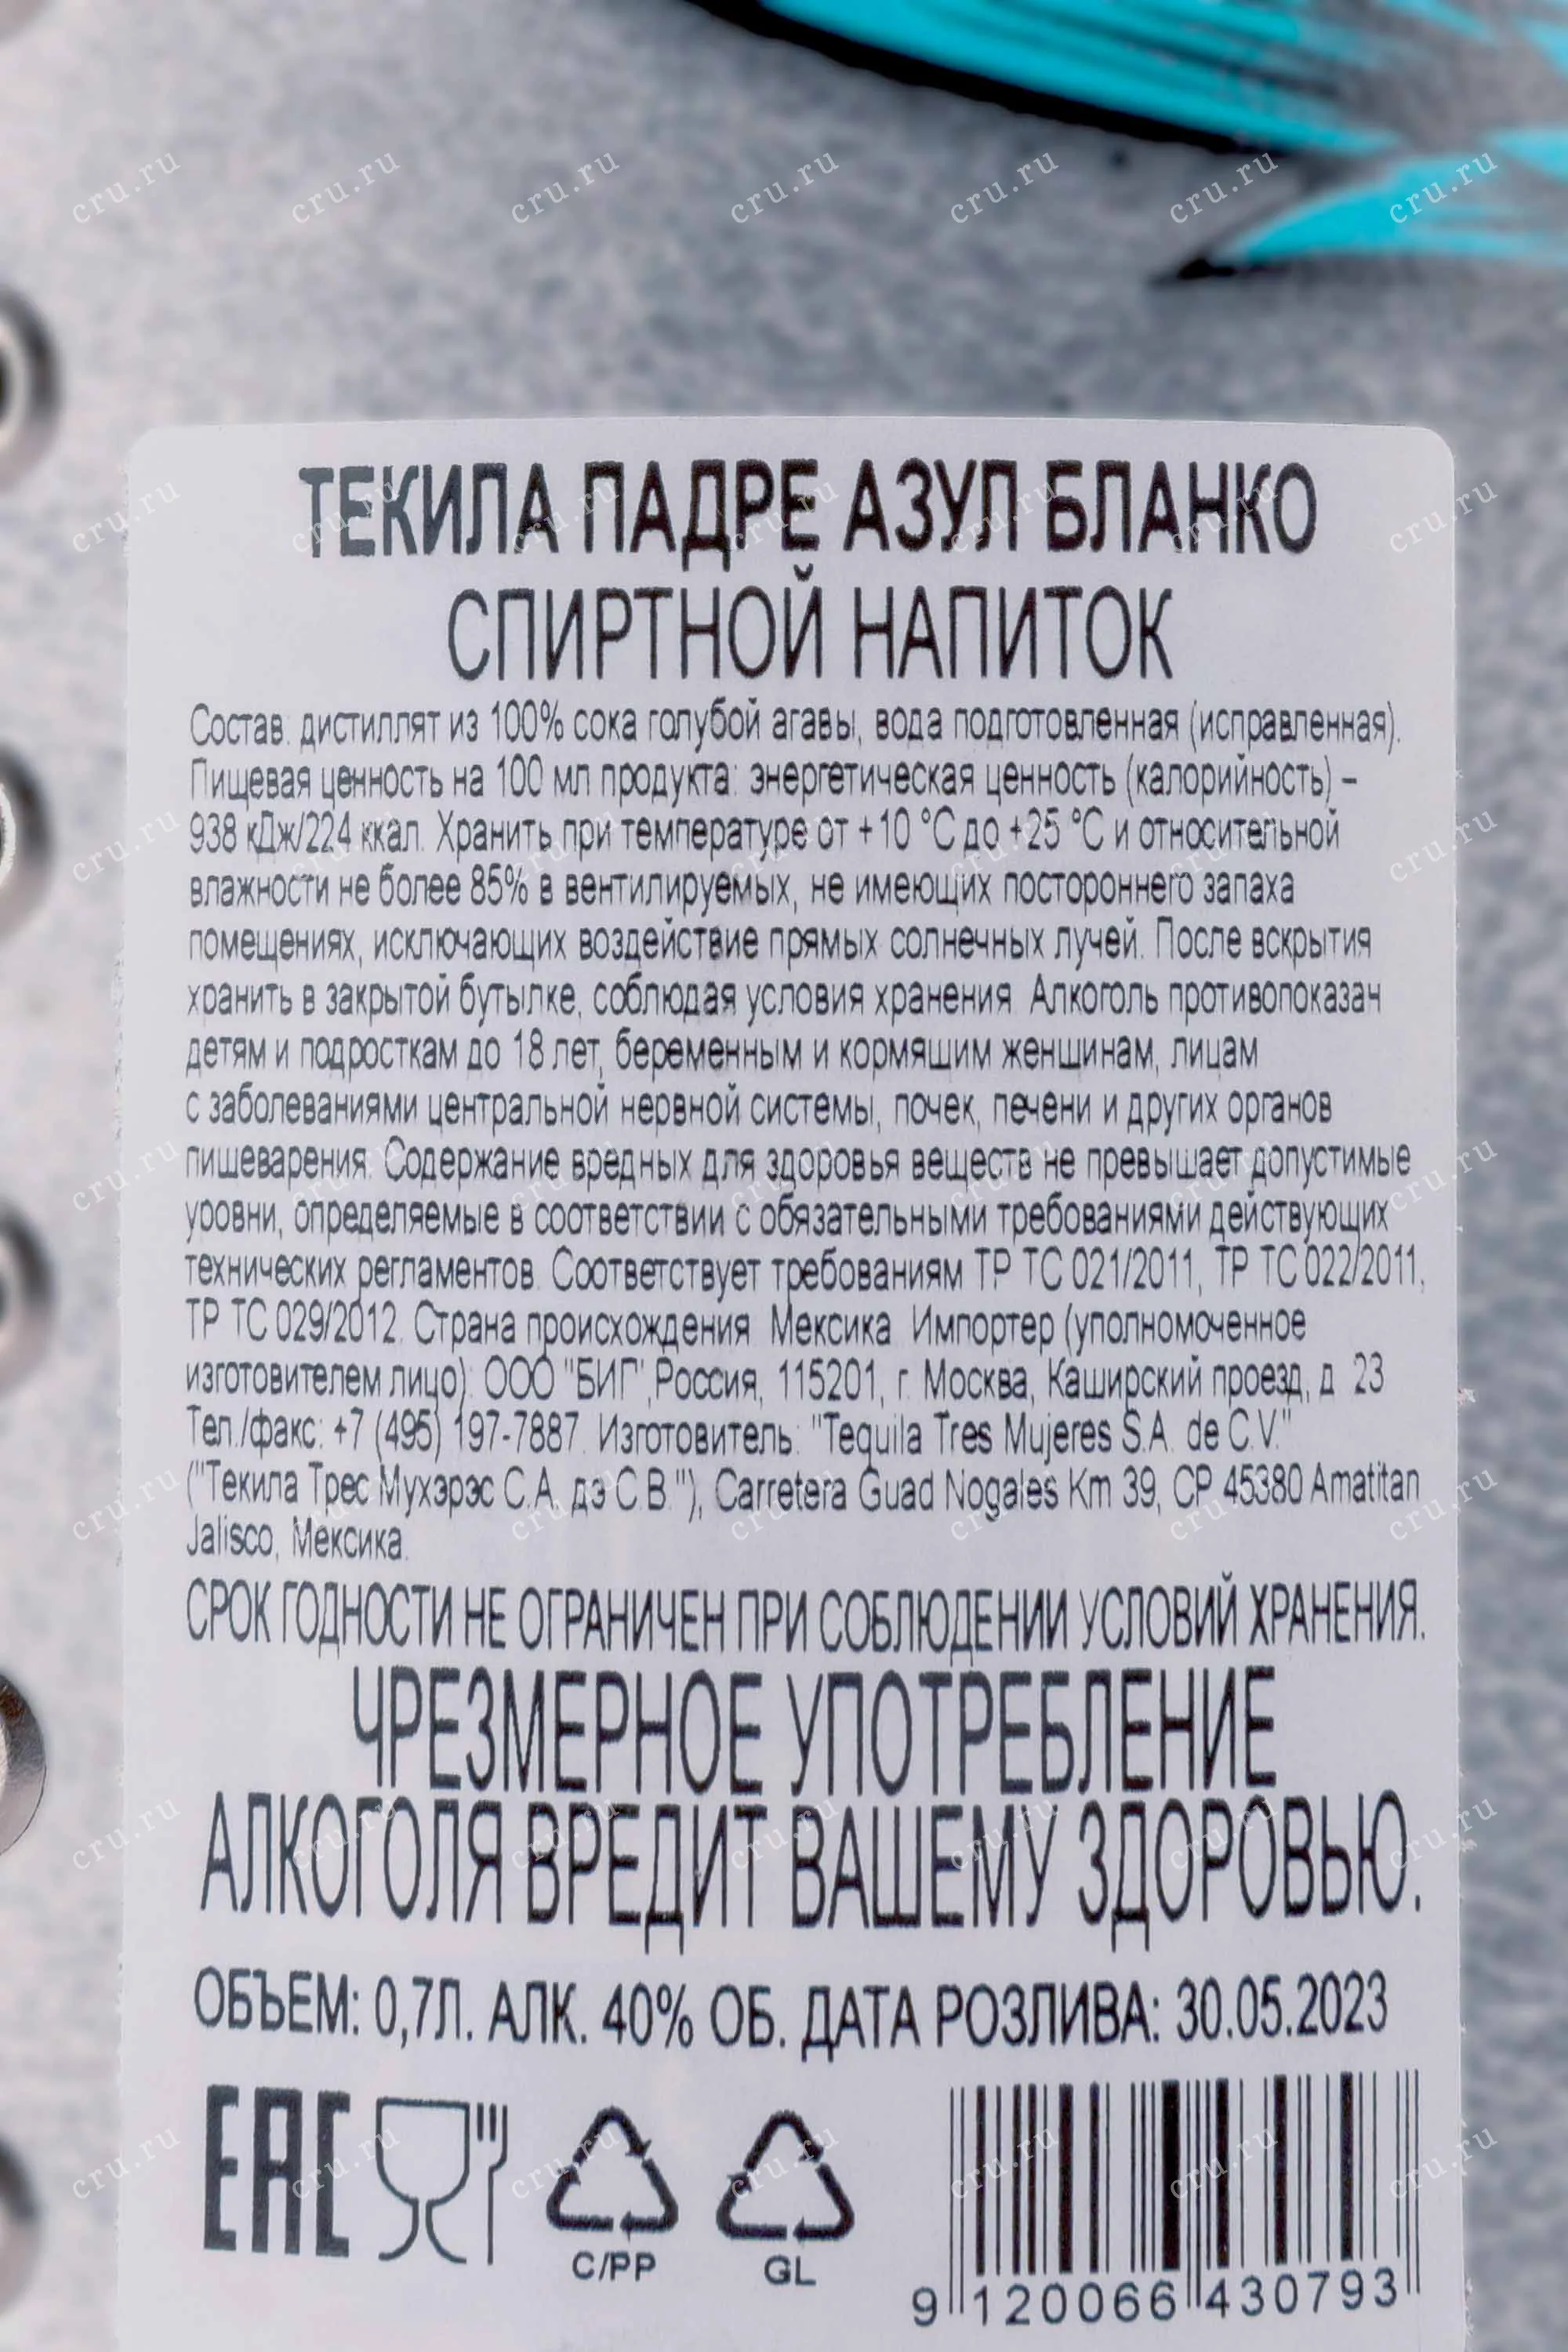 ТЕКИЛА ПАДРЕ АЗУЛ БЛАНКО
СПИРТНОЙ НАПИТОК
Состав: дистиллят из 100% сока голубой агавы, вода подготовленная (исправленная).
Пищевая ценность на 100 мл продукта: энергетическая ценность (калорийность) –
938 кДж/224 ккал. Хранить при температуре от +10 °С до +25 °С и относительной
влажности не более 85% в вентилируемых, не имеющих постороннего запаха
помещениях, исключающих воздействие прямых солнечных лучей. После вскрытия
хранить в закрытой бутылке, соблюдая условия хранения. Алкоголь противопоказан
детям и подросткам до 18 лет, беременным и кормящим женщинам, лицам
с заболеваниями центральной нервной системы, почек, печени и других органов
пищеварения. Содержание вредных для здоровья веществ не превышает допустимые
уровни, определяемые в соответствии с обязательными требованиями действующих
технических регламентов. Соответствует требованиям ТР ТС 021/2011, ТР ТС 022/2011,
ТР ТС 029/2012. Страна происхождения: Мексика. Импортер (уполномоченное
изготовителем лицо): ООО "БИГ",Россия, 115201, г. Москва, Каширский проезд, д. 23
Тел./факс: +7 (495) 197-7887. Изготовитель: "Tequila Tres Mujeres S.A. de C.V."
("Текила Трес Мухэрэс С.А. дэ С.В."), Carretera Guad Nogales Km 39, CP 45380 Amatitan
Jalisco, Мексика.
СРОК ГОДНОСТИ НЕ ОГРАНИЧЕН ПРИ СОБЛЮДЕНИИ УСЛОВИЙ ХРАНЕНИЯ.
ЧРЕЗМЕРНОЕ УПОТРЕБЛЕНИЕ
АЛКОГОЛЯ ВРЕДИТ ВАШЕМУ ЗДОРОВЬЮ.
ОБЪЕМ: 0,7Л. АЛК. 40% ОБ. ДАТА РОЗЛИВА: 30.05.2023
EAC
C/PP
GL
9 120066 430793
cru.ru